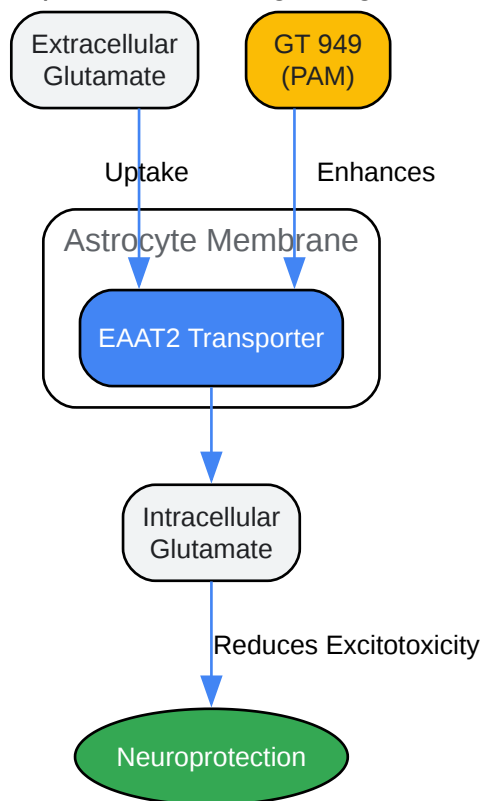 Extracellular
Glutamate
GT 949
(PAM)
Uptake
Enhances
Astrocyte Membrane
EAAT2 Transporter
Intracellular
Glutamate
Reduces Excitotoxicity
Neuroprotection